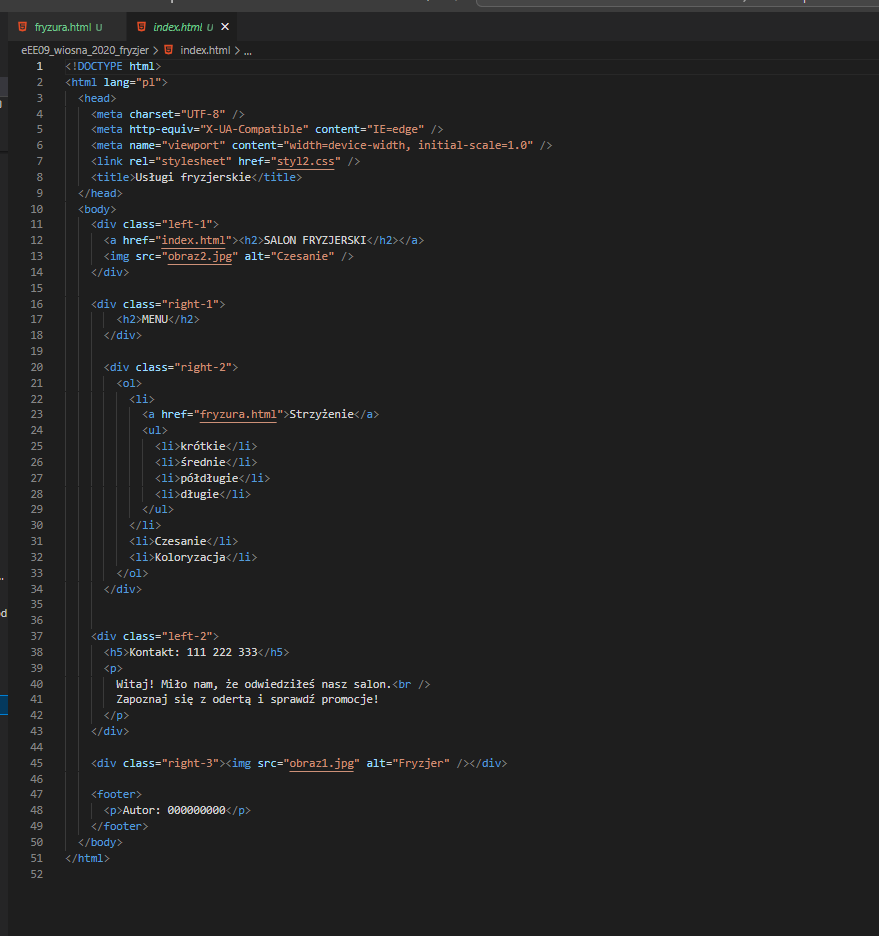 fryzura.html U index.html U ×
eEE09_wiosna_2020_fryzjer > index.html > ...
1 <!DOCTYPE html>
2 <html lang="pl">
3 <head>
4 <meta charset="UTF-8" />
5 <meta http-equiv="X-UA-Compatible" content="IE=edge" />
6 <meta name="viewport" content="width=device-width, initial-scale=1.0" />
7 <link rel="stylesheet" href="styl2.css" />
8 <title>Usługi fryzjerskie</title>
9 </head>
10 <body>
11 <div class="left-1">
12 <a href="index.html"><h2>SALON FRYZJERSKI</h2></a>
13 <img src="obraz2.jpg" alt="Czesanie" />
14 </div>
15
16 <div class="right-1">
17 <h2>MENU</h2>
18 </div>
19
20 <div class="right-2">
21 <ol>
22 <li>
23 <a href="fryzura.html">Strzyżenie</a>
24 <ul>
25 <li>krótkie</li>
26 <li>średnie</li>
27 <li>półdługie</li>
28 <li>długie</li>
29 </ul>
30 </li>
31 <li>Czesanie</li>
32 <li>Koloryzacja</li>
33 </ol>
34 </div>
35
36
37 <div class="left-2">
38 <h5>Kontakt: 111 222 333</h5>
39 <p>
40 Witaj! Miło nam, że odwiedziłeś nasz salon.<br />
41 Zapoznaj się z odertą i sprawdź promocje!
42 </p>
43 </div>
44
45 <div class="right-3"><img src="obraz1.jpg" alt="Fryzjer" /></div>
46
47 <footer>
48 <p>Autor: 000000000</p>
49 </footer>
50 </body>
51 </html>
52